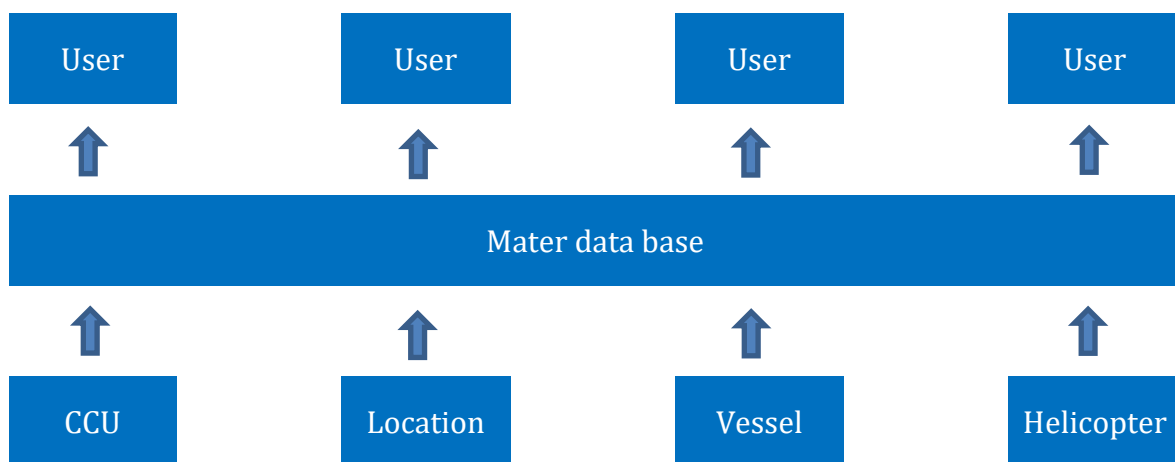 User
User
User
User
Mater data base
CCU
Location
Vessel
Helicopter